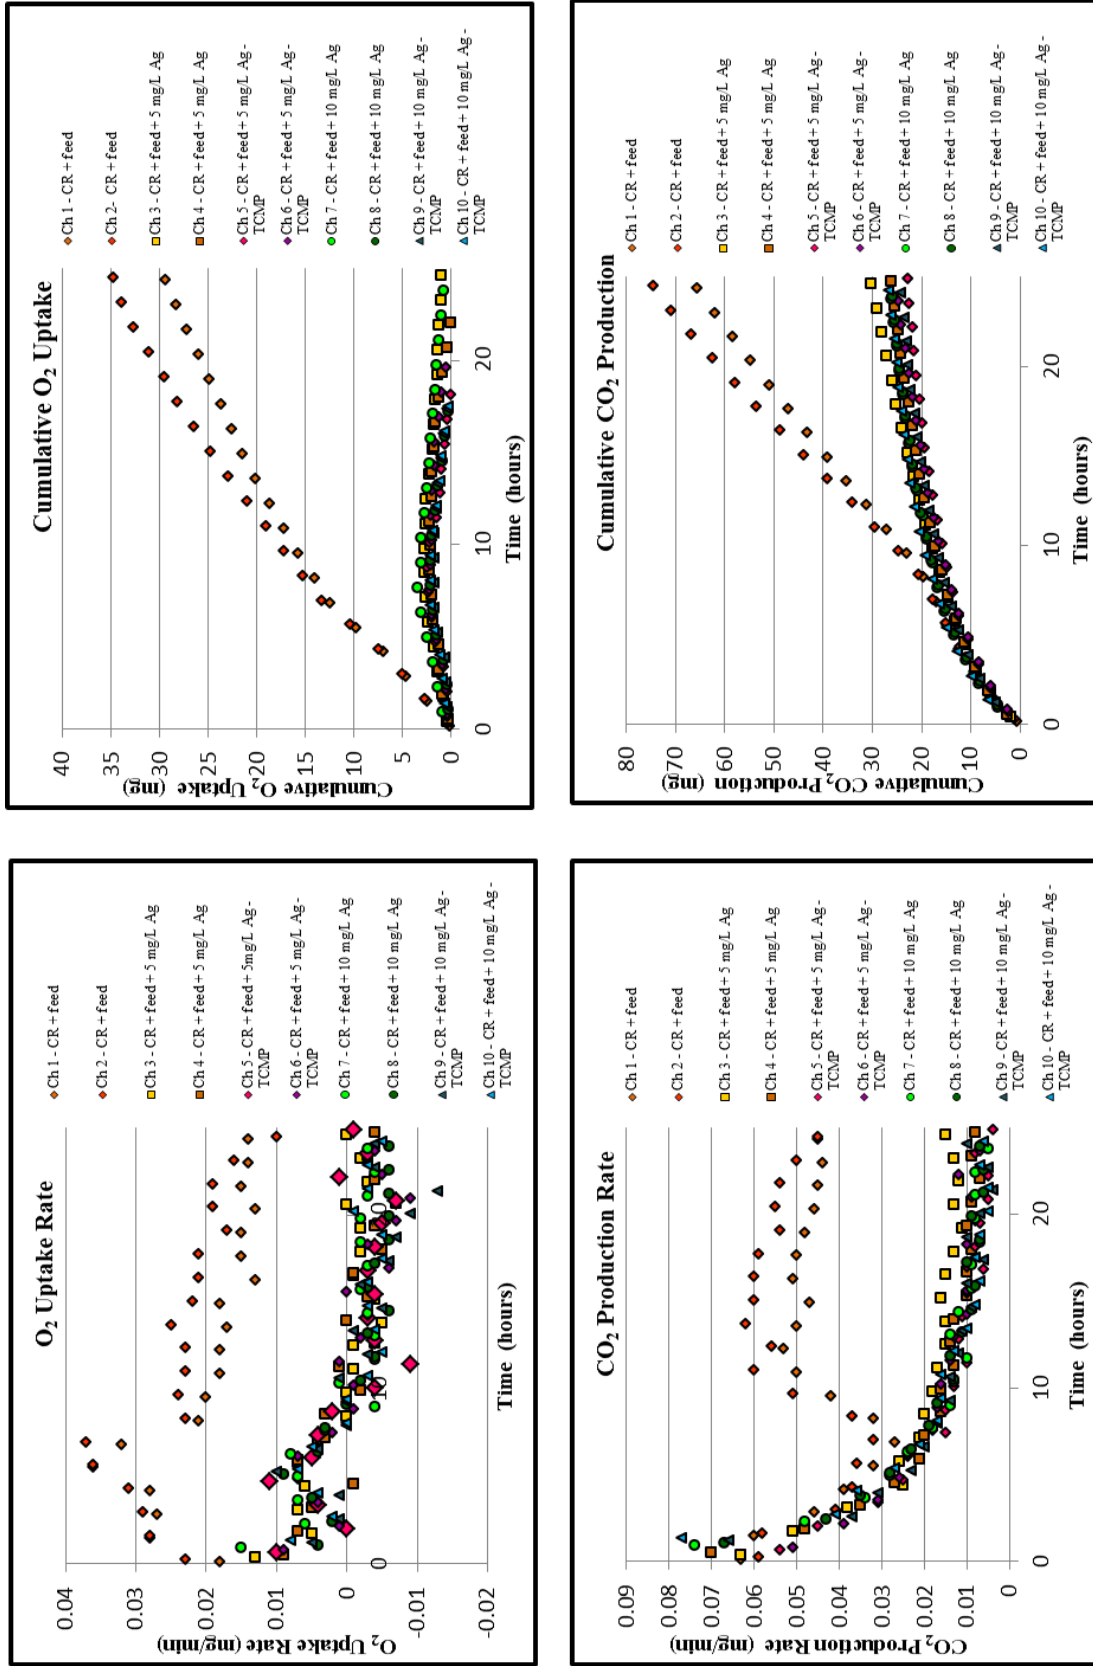 O2 Uptake Rate
O2 Uptake Rate (mg/min)
0.04
0.03
0.02
0.01
0
-0.01
-0.02
0
10
20
Time (hours)
Ch 1 - CR + feed
Ch 2 - CR + feed
Ch 3 - CR + feed + 5 mg/L Ag
Ch 4 - CR + feed + 5 mg/L Ag
Ch 5 - CR + feed + 5mg/L Ag -
TCMP
Ch 6 - CR + feed + 5 mg/L Ag -
TCMP
Ch 7 - CR + feed + 10 mg/L Ag
Ch 8 - CR + feed + 10 mg/L Ag
Ch 9 - CR + feed + 10 mg/L Ag -
TCMP
Ch 10 - CR + feed + 10 mg/L Ag -
TCMP
Cumulative O2 Uptake
Cumulative O2 Uptake (mg)
40
35
30
25
20
15
10
5
0
0
10
20
Time (hours)
Ch 1 - CR + feed
Ch 2- CR + feed
Ch 3 - CR + feed + 5 mg/L Ag
Ch 4 - CR + feed + 5 mg/L Ag
Ch 5 - CR + feed + 5 mg/L Ag -
TCMP
Ch 6 - CR + feed + 5 mg/L Ag -
TCMP
Ch 7 - CR + feed + 10 mg/L Ag
Ch 8 - CR + feed + 10 mg/L Ag
Ch 9 - CR + feed + 10 mg/L Ag -
TCMP
Ch 10 - CR + feed + 10 mg/L Ag -
TCMP
CO2 Production Rate
CO2 Production Rate (mg/min)
0.09
0.08
0.07
0.06
0.05
0.04
0.03
0.02
0.01
0
0
10
20
Time (hours)
Ch 1 - CR + feed
Ch 2 - CR + feed
Ch 3 - CR + feed + 5 mg/L Ag
Ch 4 - CR + feed + 5 mg/L Ag
Ch 5 - CR + feed + 5 mg/L Ag -
TCMP
Ch 6 - CR + feed + 5 mg/L Ag -
TCMP
Ch 7 - CR + feed + 10 mg/L Ag
Ch 8 - CR + feed + 10 mg/L Ag
Ch 9 - CR + feed + 10 mg/L Ag -
TCMP
Ch 10 - CR + feed + 10 mg/L Ag -
TCMP
Cumulative CO2 Production
Cumulative CO2 Production (mg)
80
70
60
50
40
30
20
10
0
0
10
20
Time (hours)
Ch 1 - CR + feed
Ch 2 - CR + feed
Ch 3 - CR + feed + 5 mg/L Ag
Ch 4 - CR + feed + 5 mg/L Ag
Ch 5 - CR + feed + 5 mg/L Ag -
TCMP
Ch 6 - CR + feed + 5 mg/L Ag -
TCMP
Ch 7 - CR + feed + 10 mg/L Ag
Ch 8 - CR + feed + 10 mg/L Ag
Ch 9 - CR + feed + 10 mg/L Ag -
TCMP
Ch 10 - CR + feed + 10 mg/L Ag -
TCMP